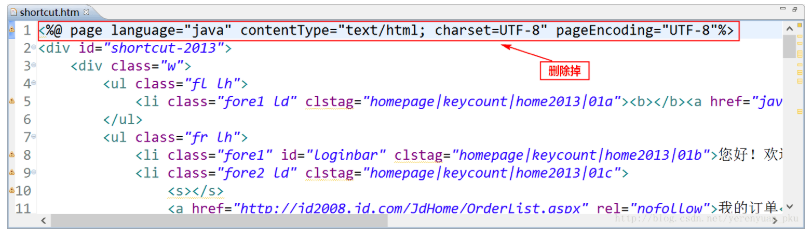 shortcut.htm
1 <%@ page language="java" contentType="text/html; charset=UTF-8" pageEncoding="UTF-8"%>
删除掉
2 <div id="shortcut-2013">
3 <div class="w">
4 <ul class="fl lh">
5 <li class="fore1 ld" clstag="homepage|keycount|home2013|01a"><b></b><a href="jav
6 </ul>
7 <ul class="fr lh">
8 <li class="fore1" id="loginbar" clstag="homepage|keycount|home2013|01b">您好！欢
9 <li class="fore2 ld" clstag="homepage|keycount|home2013|01c">
10 <s></s>
11 <a href="http://jd2008.jd.com/JdHome/OrderList.aspx" rel="nofollow">我的订单